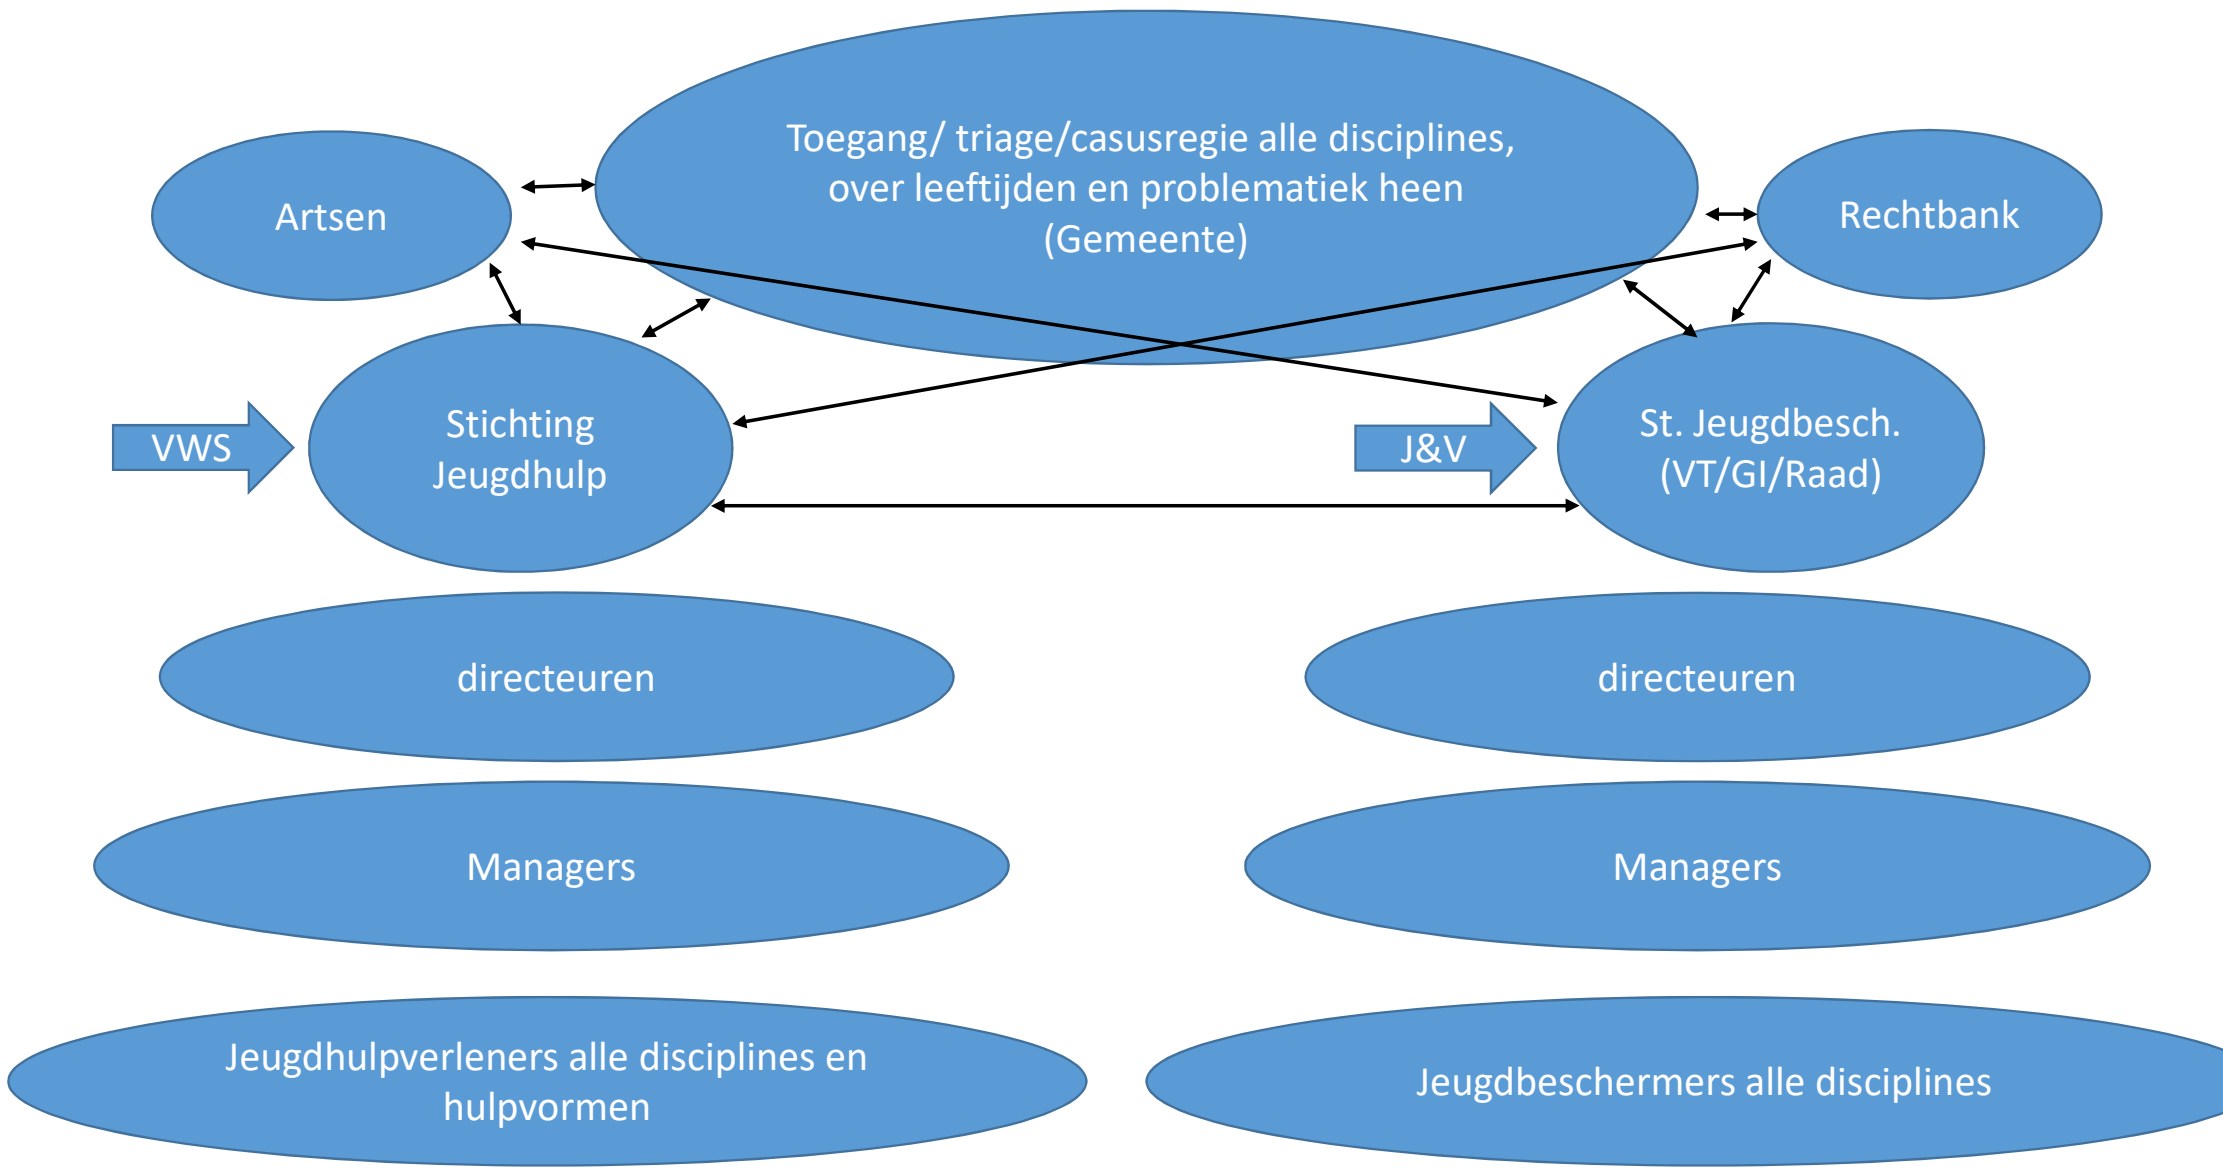 Toegang/ triage/casusregie alle disciplines,
over leeftijden en problematiek heen
(Gemeente)
Artsen
Rechtbank
Stichting
Jeugdhulp
VWS
J&V
St. Jeugdbesch.
(VT/GI/Raad)
directeuren
directeuren
Managers
Managers
Jeugdhulpverleners alle disciplines en
hulpvormen
Jeugdbeschermers alle disciplines